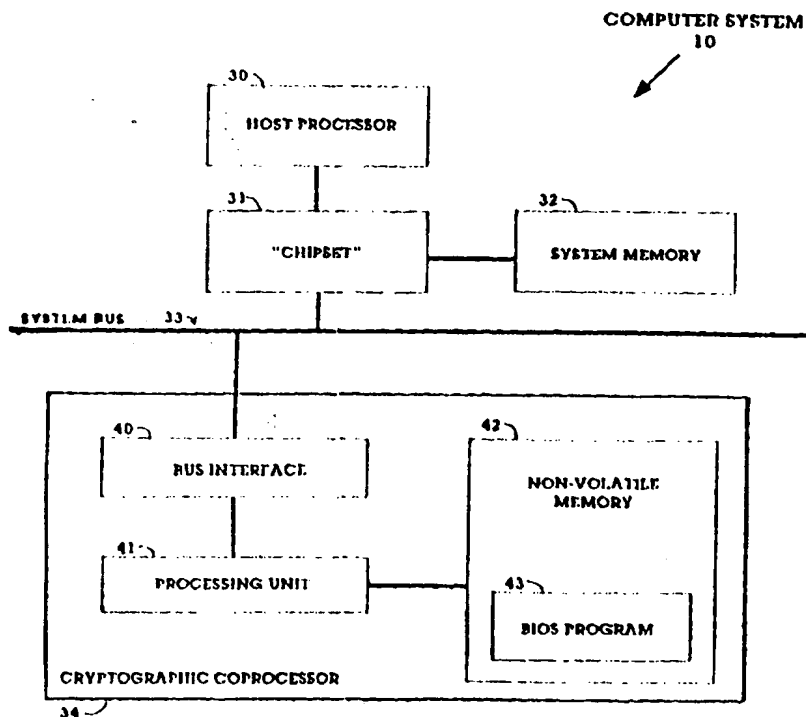 COMPUTER SYSTEM
10
30
HOST PROCESSOR
31
"CHIPSET"
32
SYSTEM MEMORY
SYSTEM BUS
33
40
BUS INTERFACE
42
NON-VOLATILE
MEMORY
41
PROCESSING UNIT
43
BIOS PROGRAM
CRYPTOGRAPHIC COPROCESSOR
34